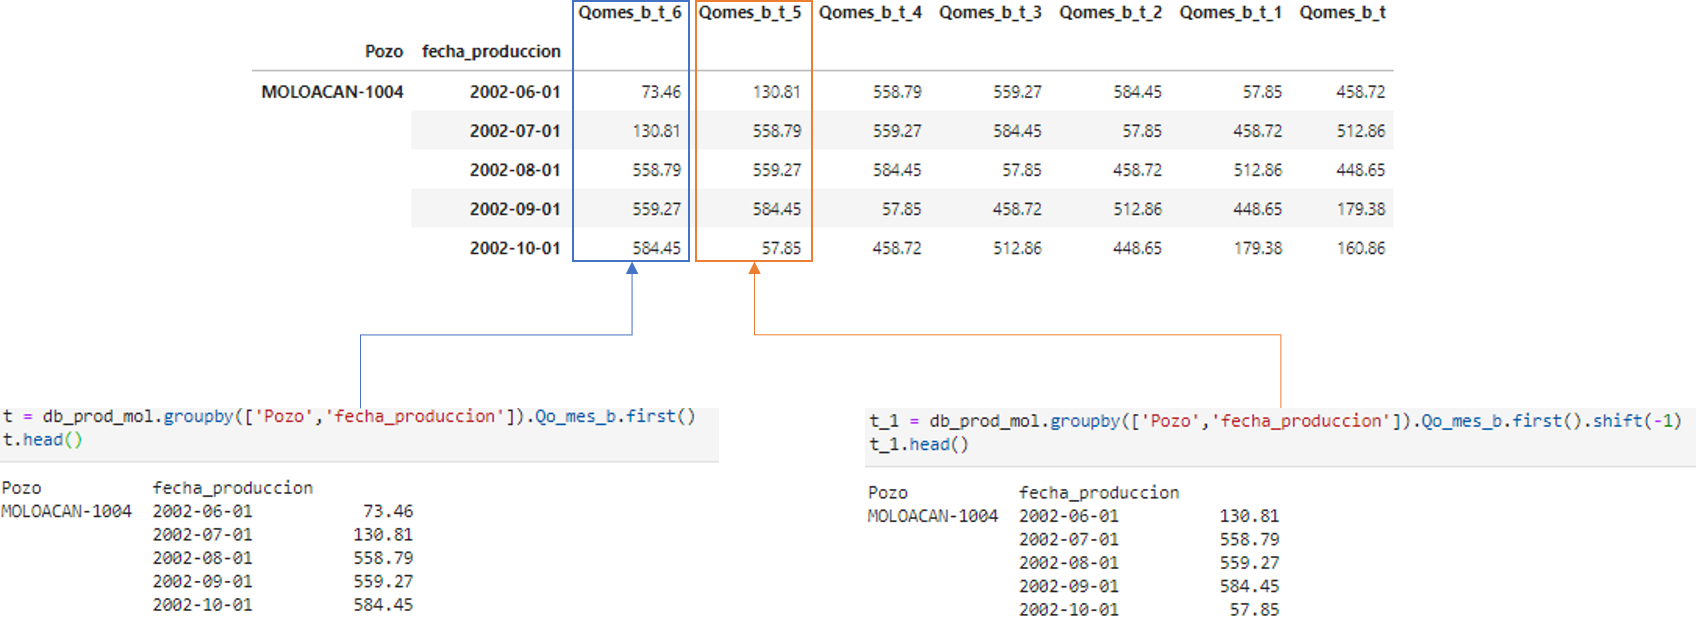 Qomes_b_t_6 Qomes_b_t_5 Qomes_b_t_4 Qomes_b_t_3 Qomes_b_t_2 Qomes_b_t_1 Qomes_b_t
Pozo fecha_produccion
MOLOACAN-1004 2002-06-01 73.46 130.81 558.79 559.27 584.45 57.85 458.72
2002-07-01 130.81 558.79 559.27 584.45 57.85 458.72 512.86
2002-08-01 558.79 559.27 584.45 57.85 458.72 512.86 448.65
2002-09-01 559.27 584.45 57.85 458.72 512.86 448.65 179.38
2002-10-01 584.45 57.85 458.72 512.86 448.65 179.38 160.86
t = db_prod_mol.groupby(['Pozo','fecha_produccion']).Qo_mes_b.first()
t.head()
Pozo fecha_produccion
MOLOACAN-1004 2002-06-01 73.46
2002-07-01 130.81
2002-08-01 558.79
2002-09-01 559.27
2002-10-01 584.45
t_1 = db_prod_mol.groupby(['Pozo','fecha_produccion']).Qo_mes_b.first().shift(-1)
t_1.head()
Pozo fecha_produccion
MOLOACAN-1004 2002-06-01 130.81
2002-07-01 558.79
2002-08-01 559.27
2002-09-01 584.45
2002-10-01 57.85